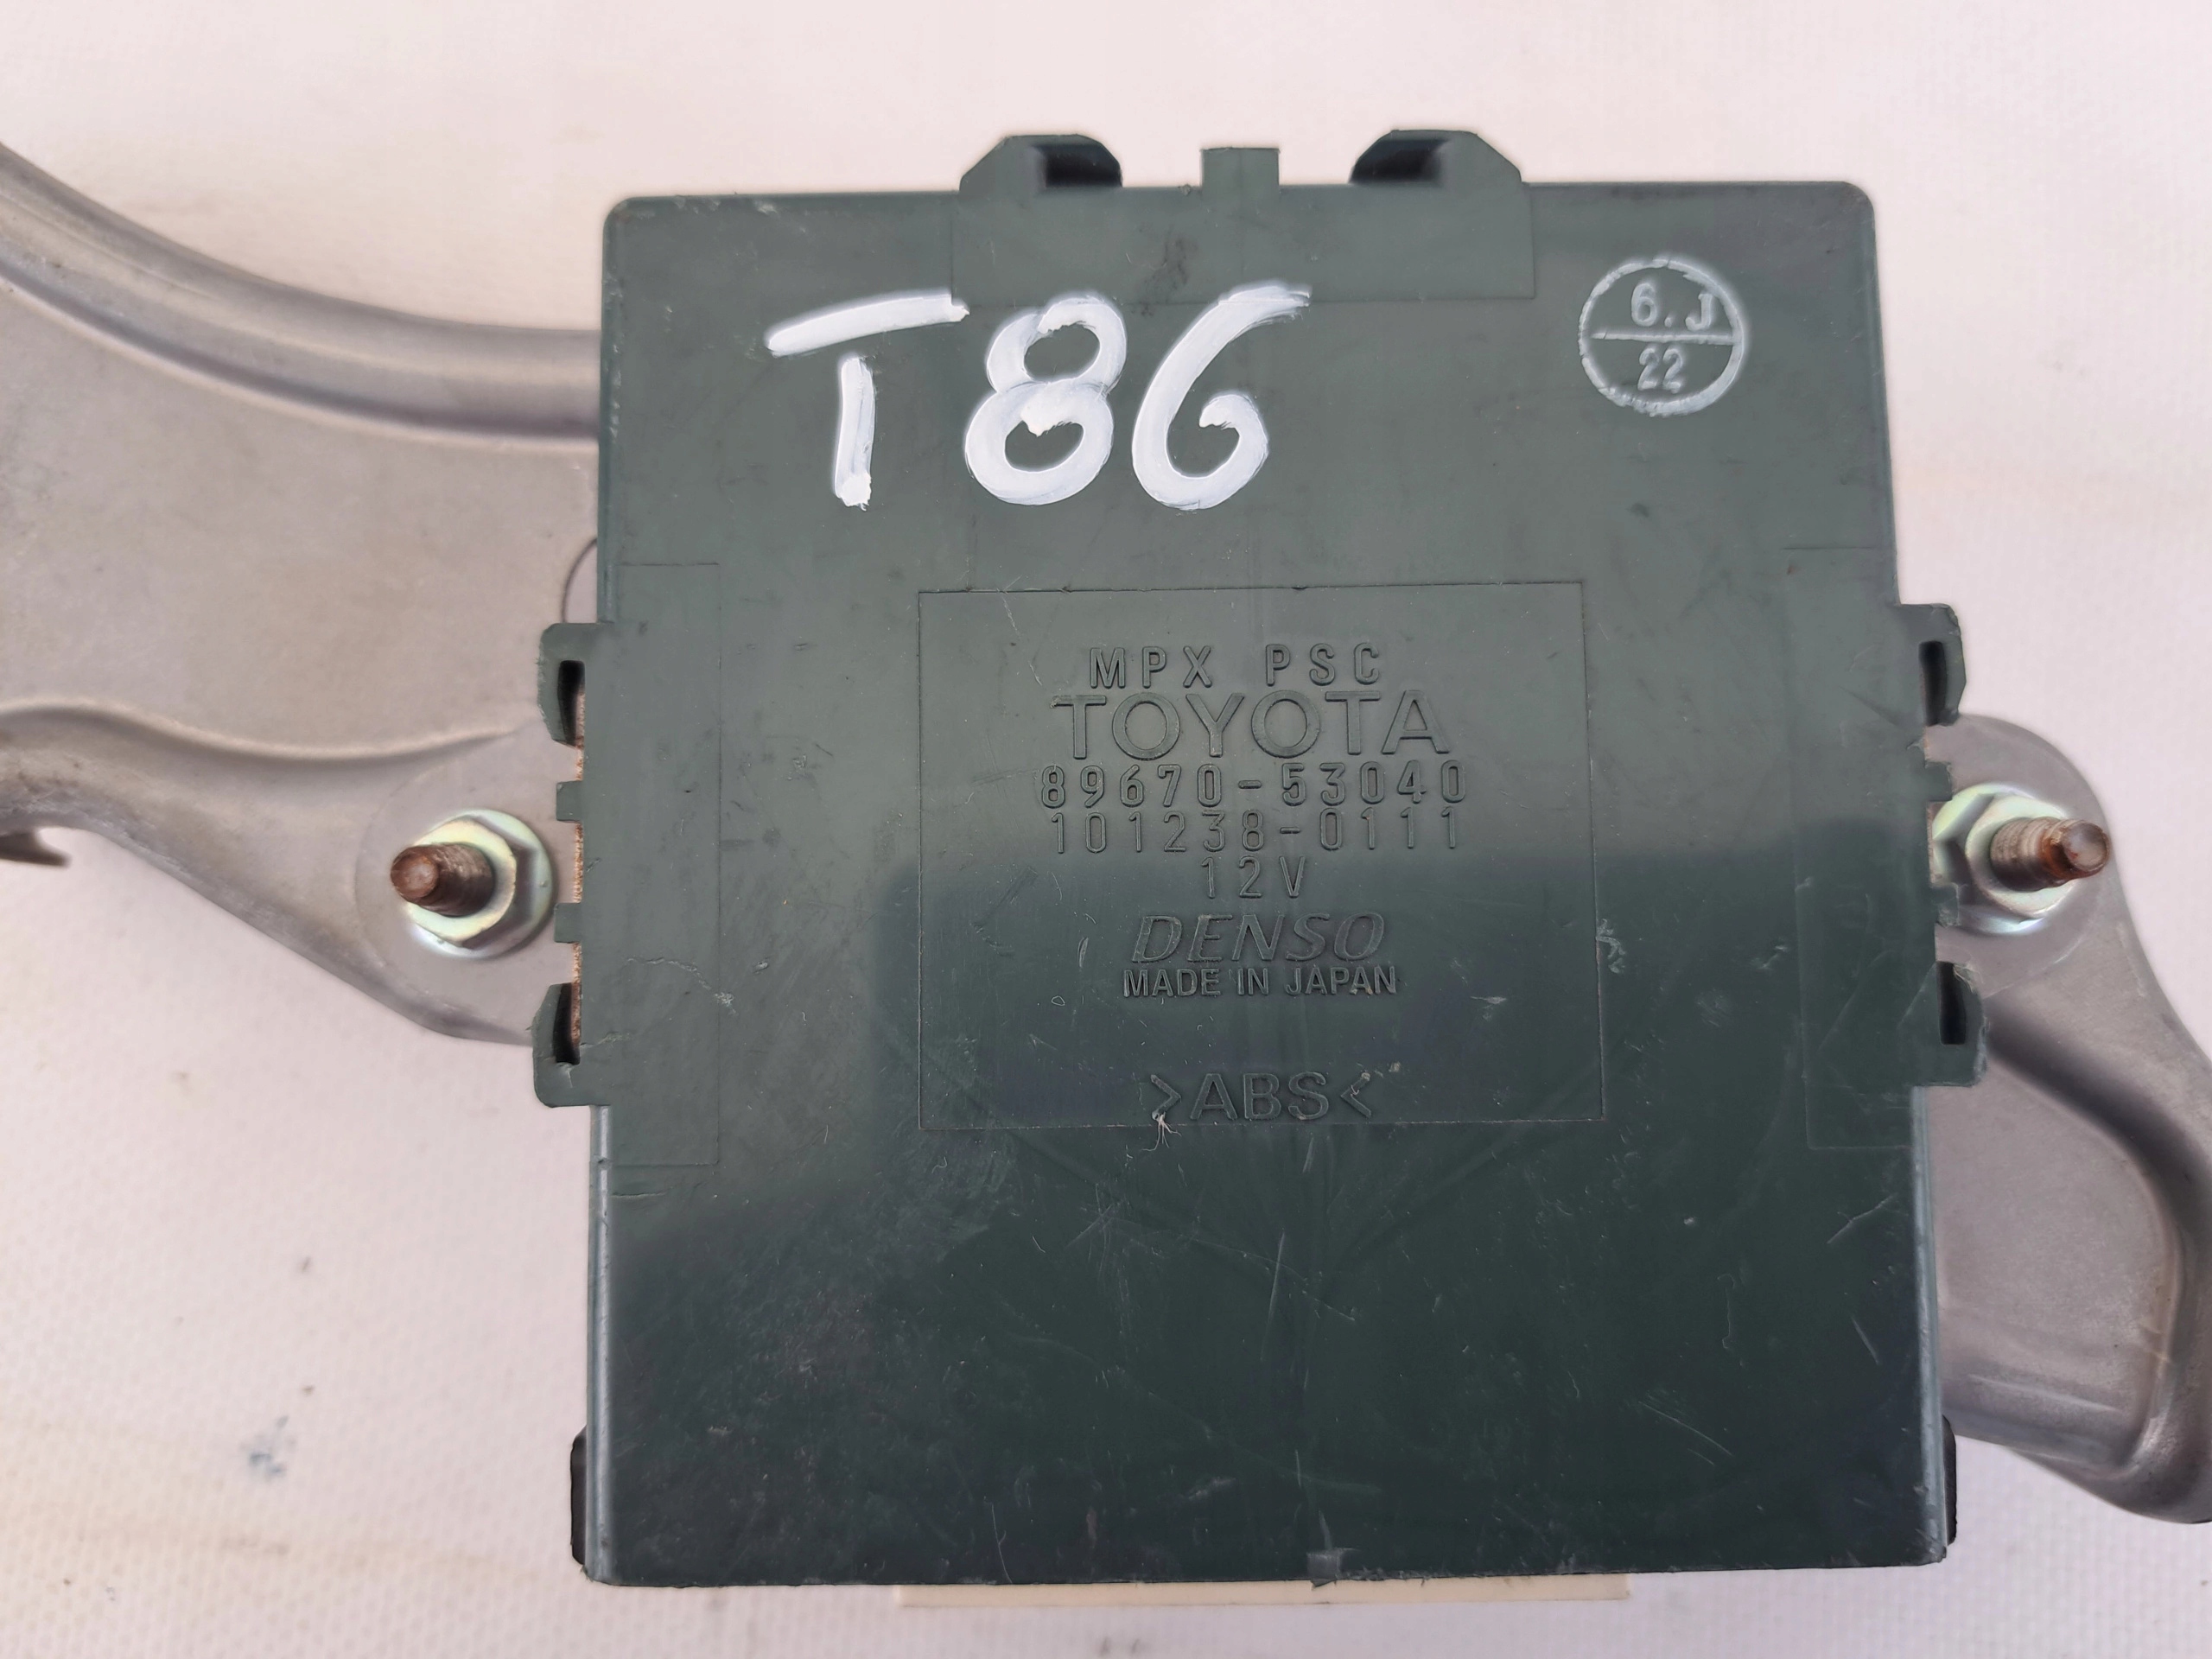 T86
6.J
22
MPX PSC
TOYOTA
89670-53040
101238-0111
12V
DENSO
MADE IN JAPAN
>ABS<